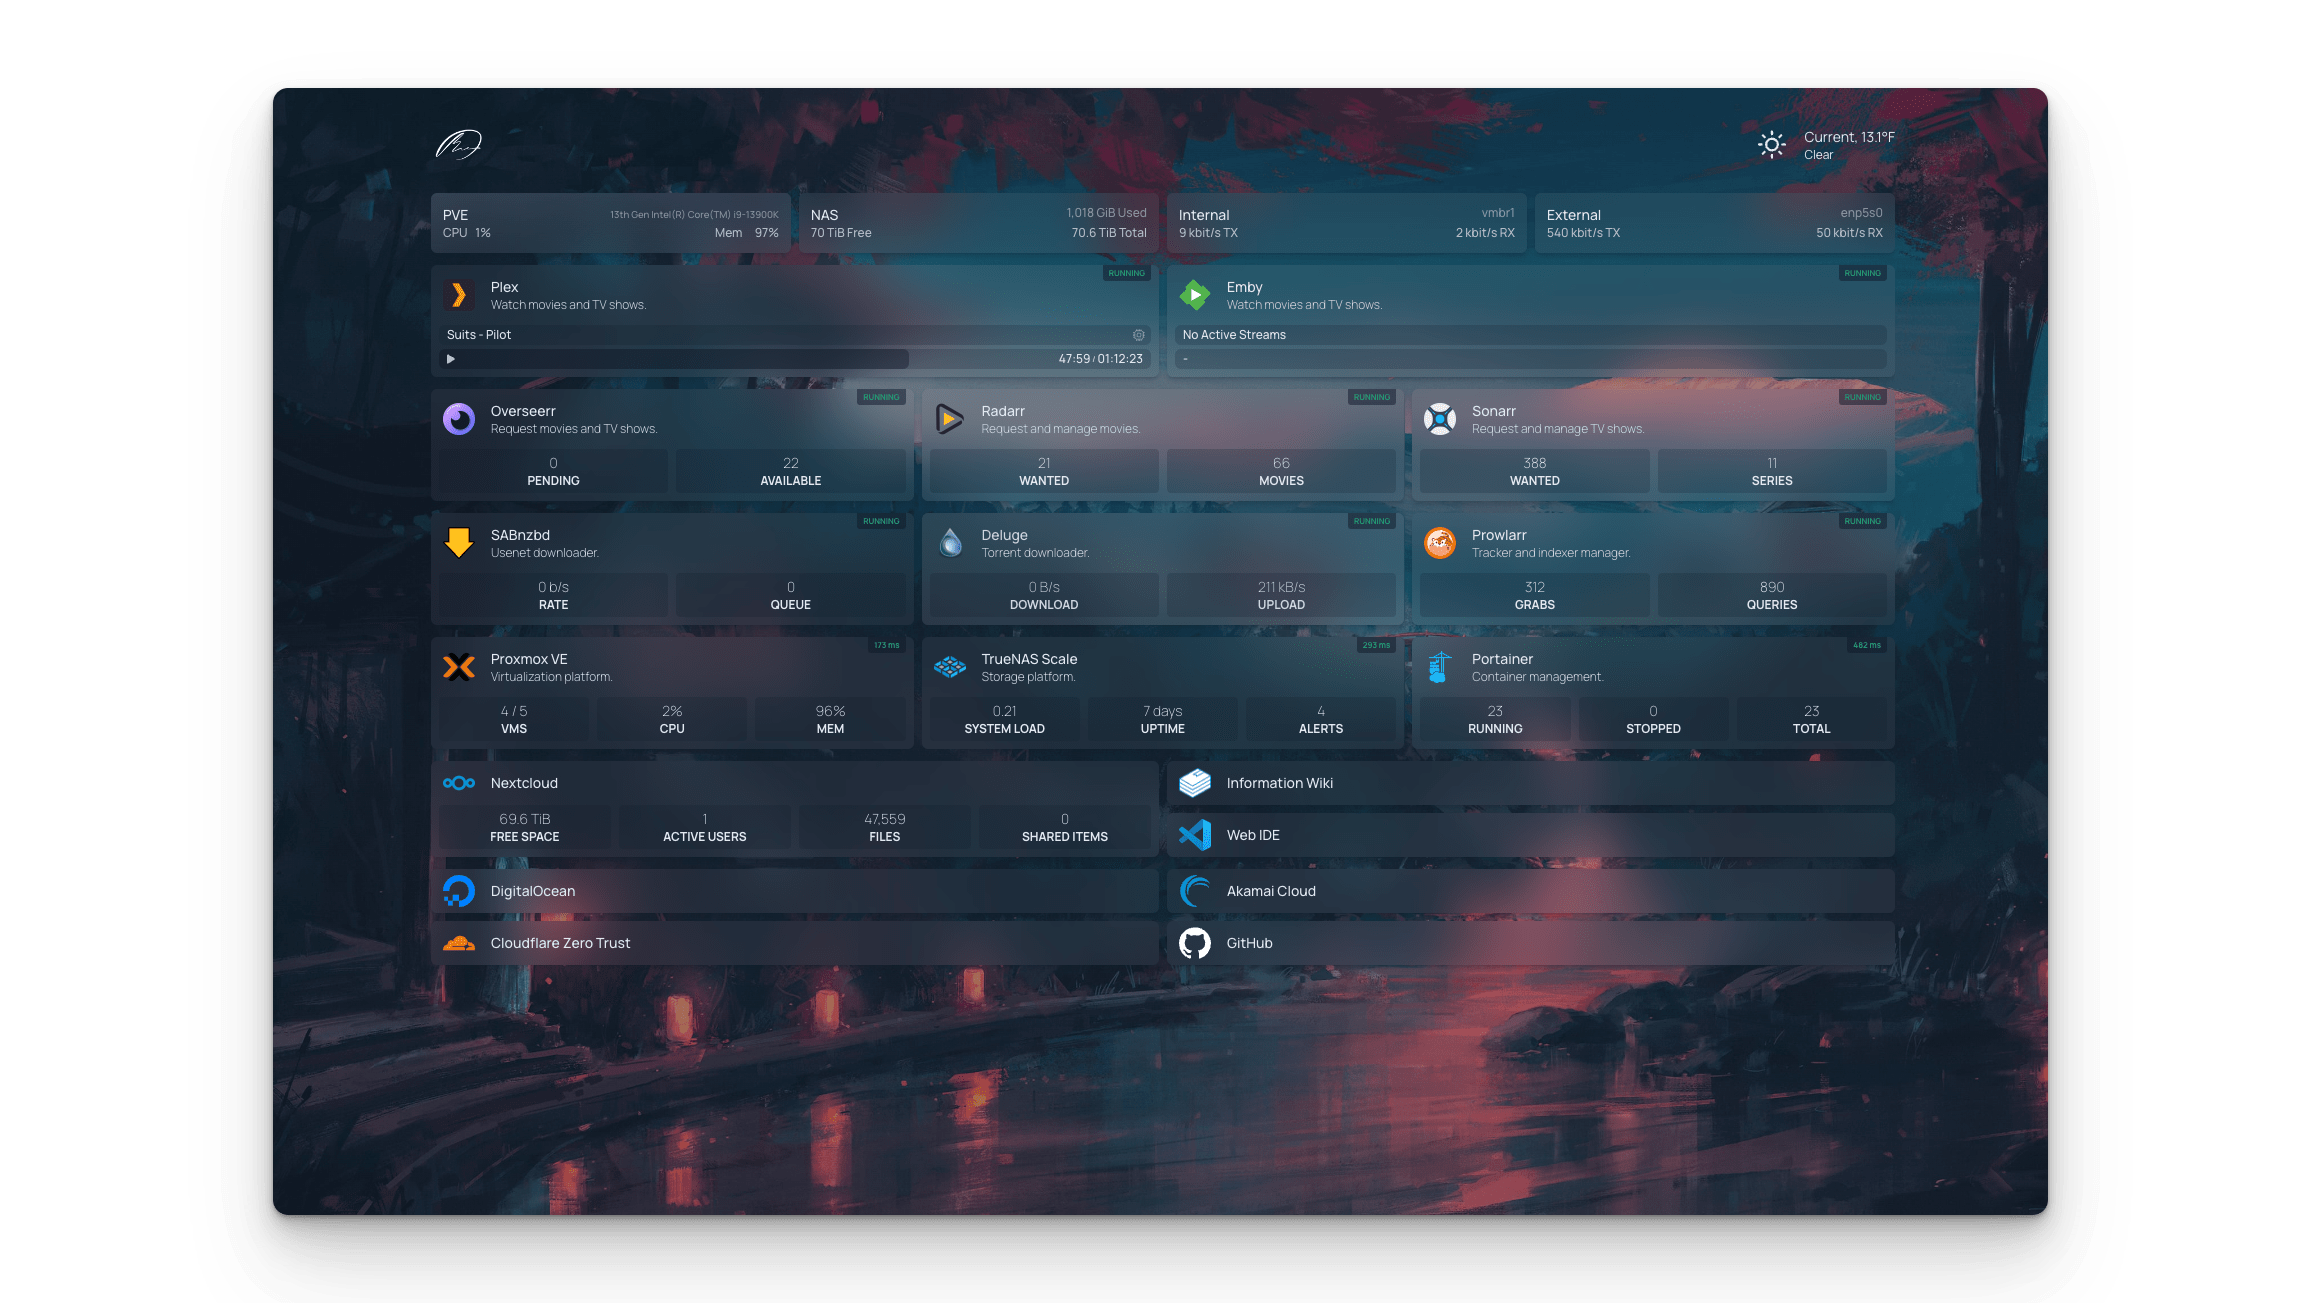 Current, 13.1°F
Clear
PVE 13th Gen Intel(R) Core(TM) i9-13900K
CPU 1% Mem 97%
NAS 1,018 GiB Used
70 TiB Free 70.6 TiB Total
Internal vmbr1
9 kbit/s TX 2 kbit/s RX
External enp5s0
540 kbit/s TX 50 kbit/s RX
RUNNING
Plex
Watch movies and TV shows.
Suits - Pilot
47:59 / 01:12:23
RUNNING
Emby
Watch movies and TV shows.
No Active Streams
-
RUNNING
Overseerr
Request movies and TV shows.
0 22
PENDING AVAILABLE
RUNNING
Radarr
Request and manage movies.
21 66
WANTED MOVIES
RUNNING
Sonarr
Request and manage TV shows.
388 11
WANTED SERIES
RUNNING
SABnzbd
Usenet downloader.
0 b/s 0
RATE QUEUE
RUNNING
Deluge
Torrent downloader.
0 B/s 211 kB/s
DOWNLOAD UPLOAD
RUNNING
Prowlarr
Tracker and indexer manager.
312 890
GRABS QUERIES
173 ms
Proxmox VE
Virtualization platform.
4 / 5 2% 96%
VMS CPU MEM
293 ms
TrueNAS Scale
Storage platform.
0.21 7 days 4
SYSTEM LOAD UPTIME ALERTS
482 ms
Portainer
Container management.
23 0 23
RUNNING STOPPED TOTAL
Nextcloud
69.6 TiB 1 47,559 0
FREE SPACE ACTIVE USERS FILES SHARED ITEMS
Information Wiki
Web IDE
DigitalOcean
Akamai Cloud
Cloudflare Zero Trust
GitHub